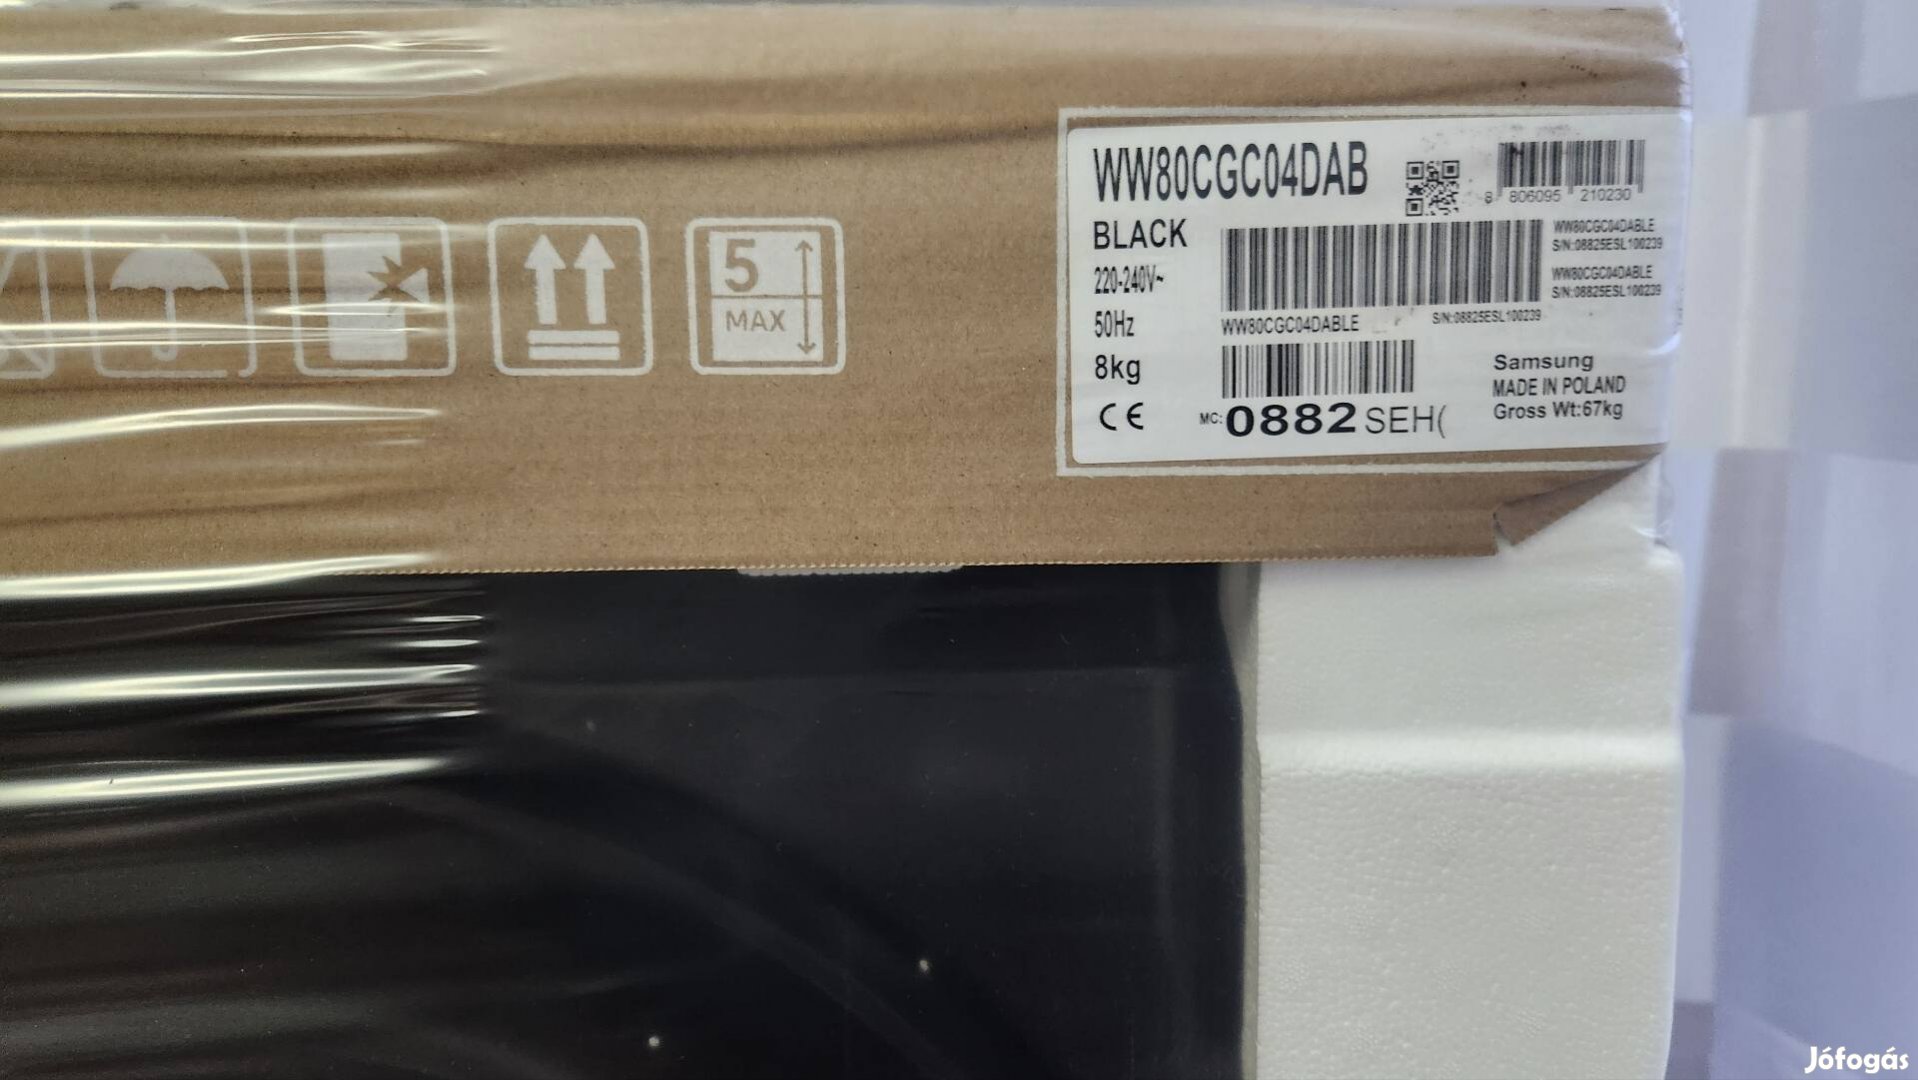 5
MAX
WW80CGC04DAB
BLACK
220-240V~
50Hz
8kg
CE
8 806095 210230
WW80CGC04DABLE
S/N:08825ESL100239
WW80CGC04DABLE
S/N:08825ESL100239
WW80CGC04DABLE S/N:08825ESL100239
MC: 0882 SEH(
Samsung
MADE IN POLAND
Gross Wt:67kg
Jófogás